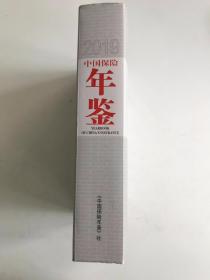 2019
中国保险
年
鉴
YEARBOOK
OF CHINA'S INSURANCE
《中国保险年鉴》社